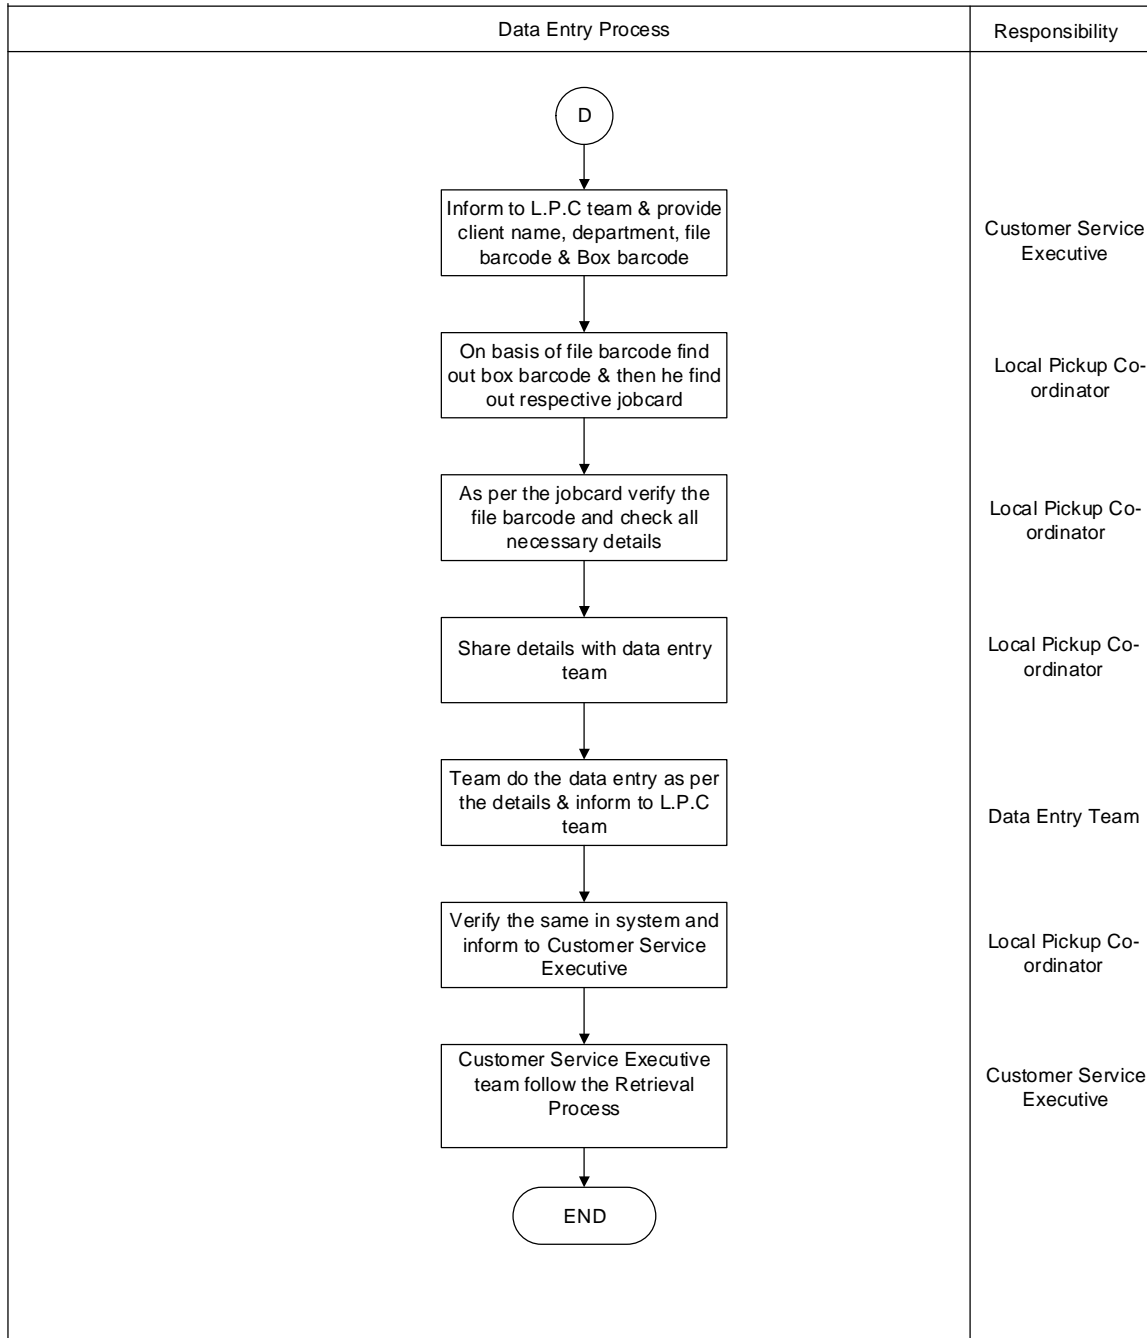 Data Entry Process
Responsibility
D
Inform to L.P.C team & provide
client name, department, file
barcode & Box barcode
Customer Service
Executive
On basis of file barcode find
out box barcode & then he find
out respective jobcard
Local Pickup Co-
ordinator
As per the jobcard verify the
file barcode and check all
necessary details
Local Pickup Co-
ordinator
Share details with data entry
team
Local Pickup Co-
ordinator
Team do the data entry as per
the details & inform to L.P.C
team
Data Entry Team
Verify the same in system and
inform to Customer Service
Executive
Local Pickup Co-
ordinator
Customer Service Executive
team follow the Retrieval
Process
Customer Service
Executive
END